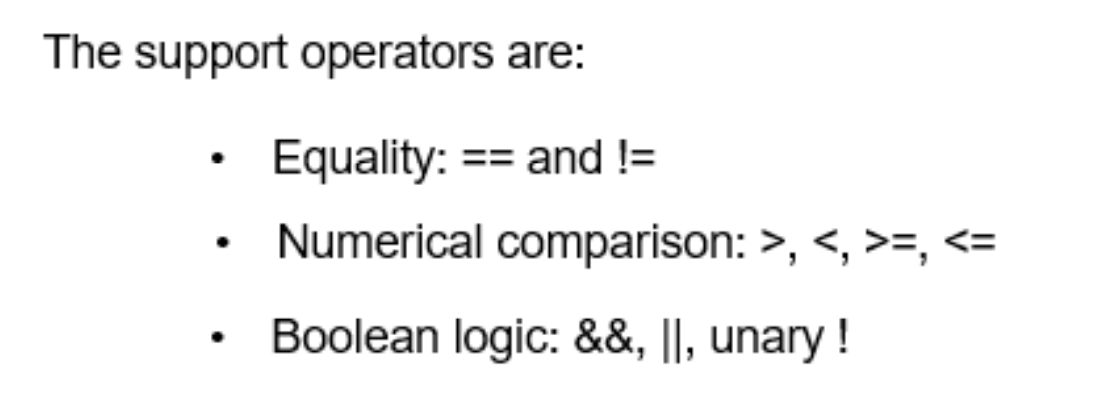 The support operators are:
• Equality: == and !=
• Numerical comparison: >, <, >=, <=
• Boolean logic: &&, ||, unary !